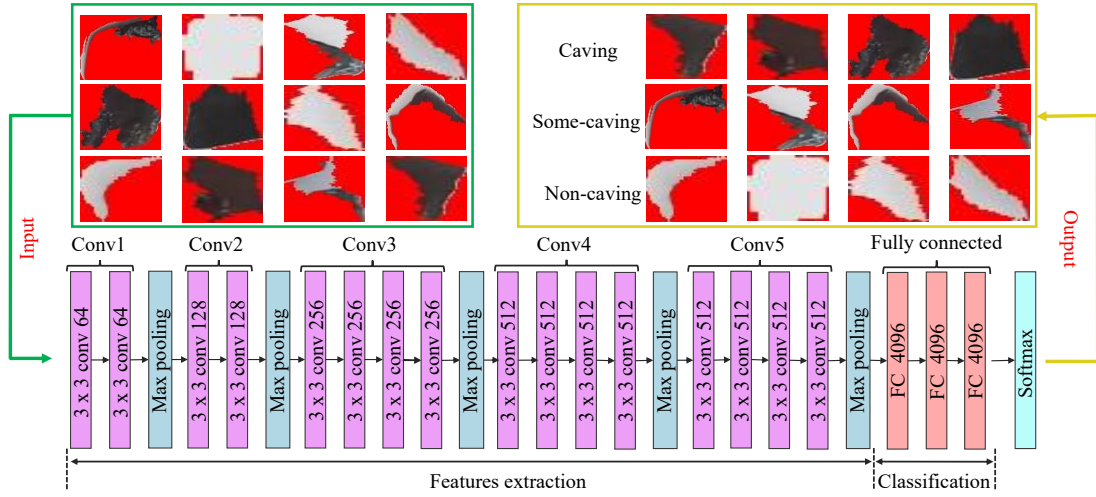 Caving
Some-caving
Non-caving
Input
Output
Conv1
Conv2
Conv3
Conv4
Conv5
Fully connected
3 x 3 conv 64
3 x 3 conv 64
Max pooling
3 x 3 conv 128
3 x 3 conv 128
Max pooling
3 x 3 conv 256
3 x 3 conv 256
3 x 3 conv 256
3 x 3 conv 256
Max pooling
3 x 3 conv 512
3 x 3 conv 512
3 x 3 conv 512
3 x 3 conv 512
Max pooling
3 x 3 conv 512
3 x 3 conv 512
3 x 3 conv 512
3 x 3 conv 512
Max pooling
FC 4096
FC 4096
FC 4096
Softmax
Features extraction
Classification